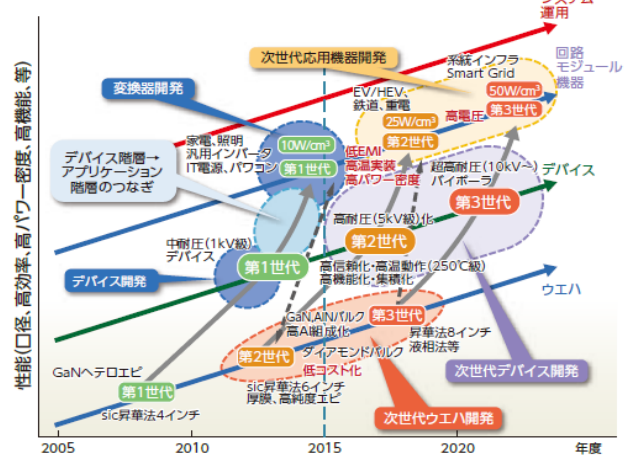 システム
運用
次世代応用機器開発
系統インフラ
Smart Grid
回路
モジュール
機器
変換器開発
EV/HEV、
鉄道、重電
50W/cm³
第3世代
25W/cm³
高電圧
第2世代
家電、照明
汎用インバータ
IT電源、パワコン
10W/cm³
第1世代
低EMI
高温実装
高パワー密度
デバイス階層→
アプリケーション
階層のつなぎ
超高耐圧(10kV〜)
バイポーラ
デバイス
第3世代
高耐圧(5kV級)化
中耐圧(1kV級)
デバイス
第2世代
第1世代
デバイス開発
高信頼化・高温動作(250℃級)
高機能化・集積化
ウエハ
GaN,AlNバルク
高Al組成化
第3世代
昇華法8インチ
液相法等
第2世代
ダイヤモンドバルク
低コスト化
次世代デバイス開発
GaNヘテロエピ
第1世代
sic昇華法6インチ
厚膜、高純度エピ
次世代ウエハ開発
sic昇華法4インチ
性能(口径、高効率、高パワー密度、高機能、等)
2005
2010
2015
2020
年度